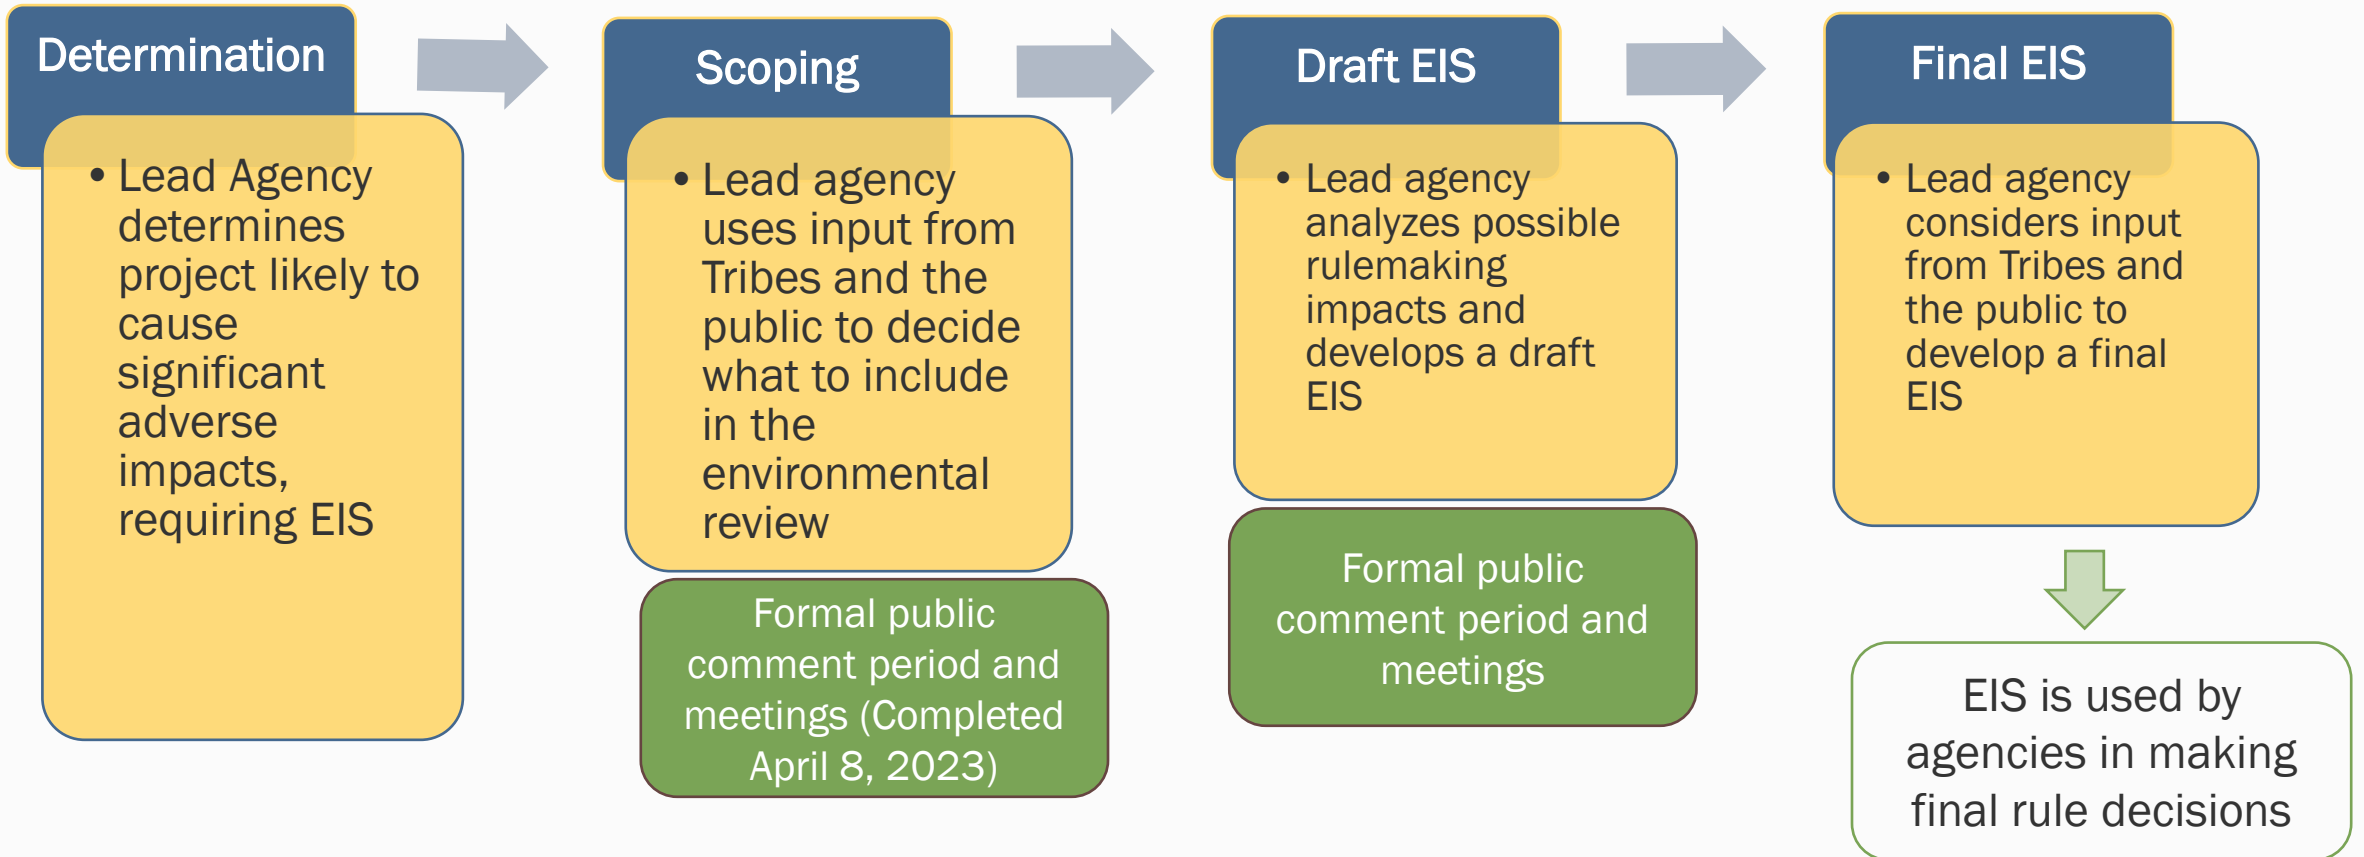 Determination
• Lead Agency
determines
project likely to
cause
significant
adverse
impacts,
requiring EIS
Scoping
• Lead agency
uses input from
Tribes and the
public to decide
what to include
in the
environmental
review
Formal public
comment period and
meetings (Completed
April 8, 2023)
Draft EIS
• Lead agency
analyzes possible
rulemaking
impacts and
develops a draft
EIS
Formal public
comment period and
meetings
Final EIS
• Lead agency
considers input
from Tribes and
the public to
develop a final
EIS
EIS is used by
agencies in making
final rule decisions